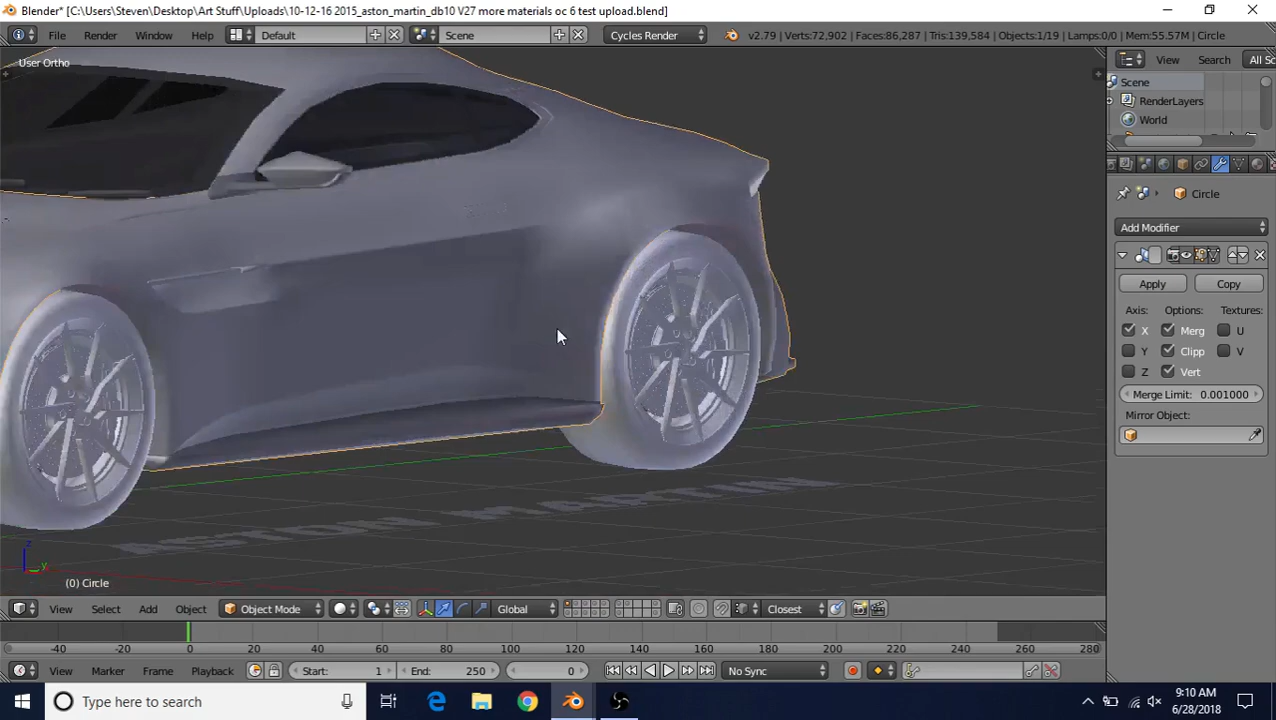 Blender* [C:\Users\Steven\Desktop\Art Stuff\Uploads\10-12-16 2015_aston_martin_db10 V27 more materials oc 6 test upload.blend]
File Render Window Help Default Scene Cycles Render v2.79 | Verts:72,902 | Faces:86,287 | Tris:139,584 | Objects:1/19 | Lamps:0/0 | Mem:55.57M | Circle
User Ortho
View Search All Sc
Scene
RenderLayers
World
Circle
Add Modifier
Apply Copy
Axis: Options: Textures:
X Merg U
Y Clipp V
Z Vert
Merge Limit: 0.001000
Mirror Object:
ASTON MARTIN
z
y
(0) Circle
View Select Add Object Object Mode Global Closest
-40 -20 0 20 40 60 80 100 120 140 160 180 200 220 240 260 280
View Marker Frame Playback Start: 1 End: 250 0 No Sync
Type here to search
9:10 AM
6/28/2018